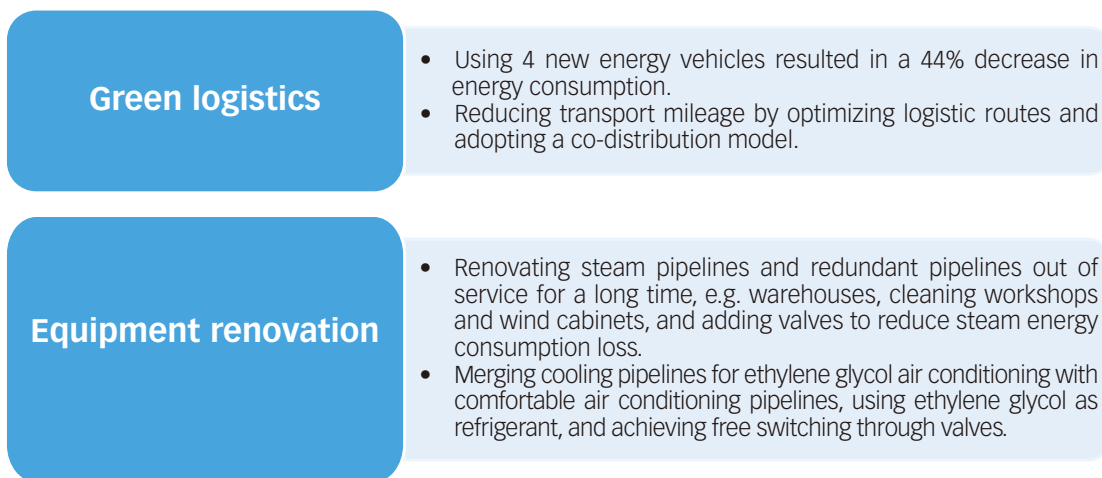 Green logistics
• Using 4 new energy vehicles resulted in a 44% decrease in
energy consumption.
• Reducing transport mileage by optimizing logistic routes and
adopting a co-distribution model.
Equipment renovation
• Renovating steam pipelines and redundant pipelines out of
service for a long time, e.g. warehouses, cleaning workshops
and wind cabinets, and adding valves to reduce steam energy
consumption loss.
• Merging cooling pipelines for ethylene glycol air conditioning with
comfortable air conditioning pipelines, using ethylene glycol as
refrigerant, and achieving free switching through valves.